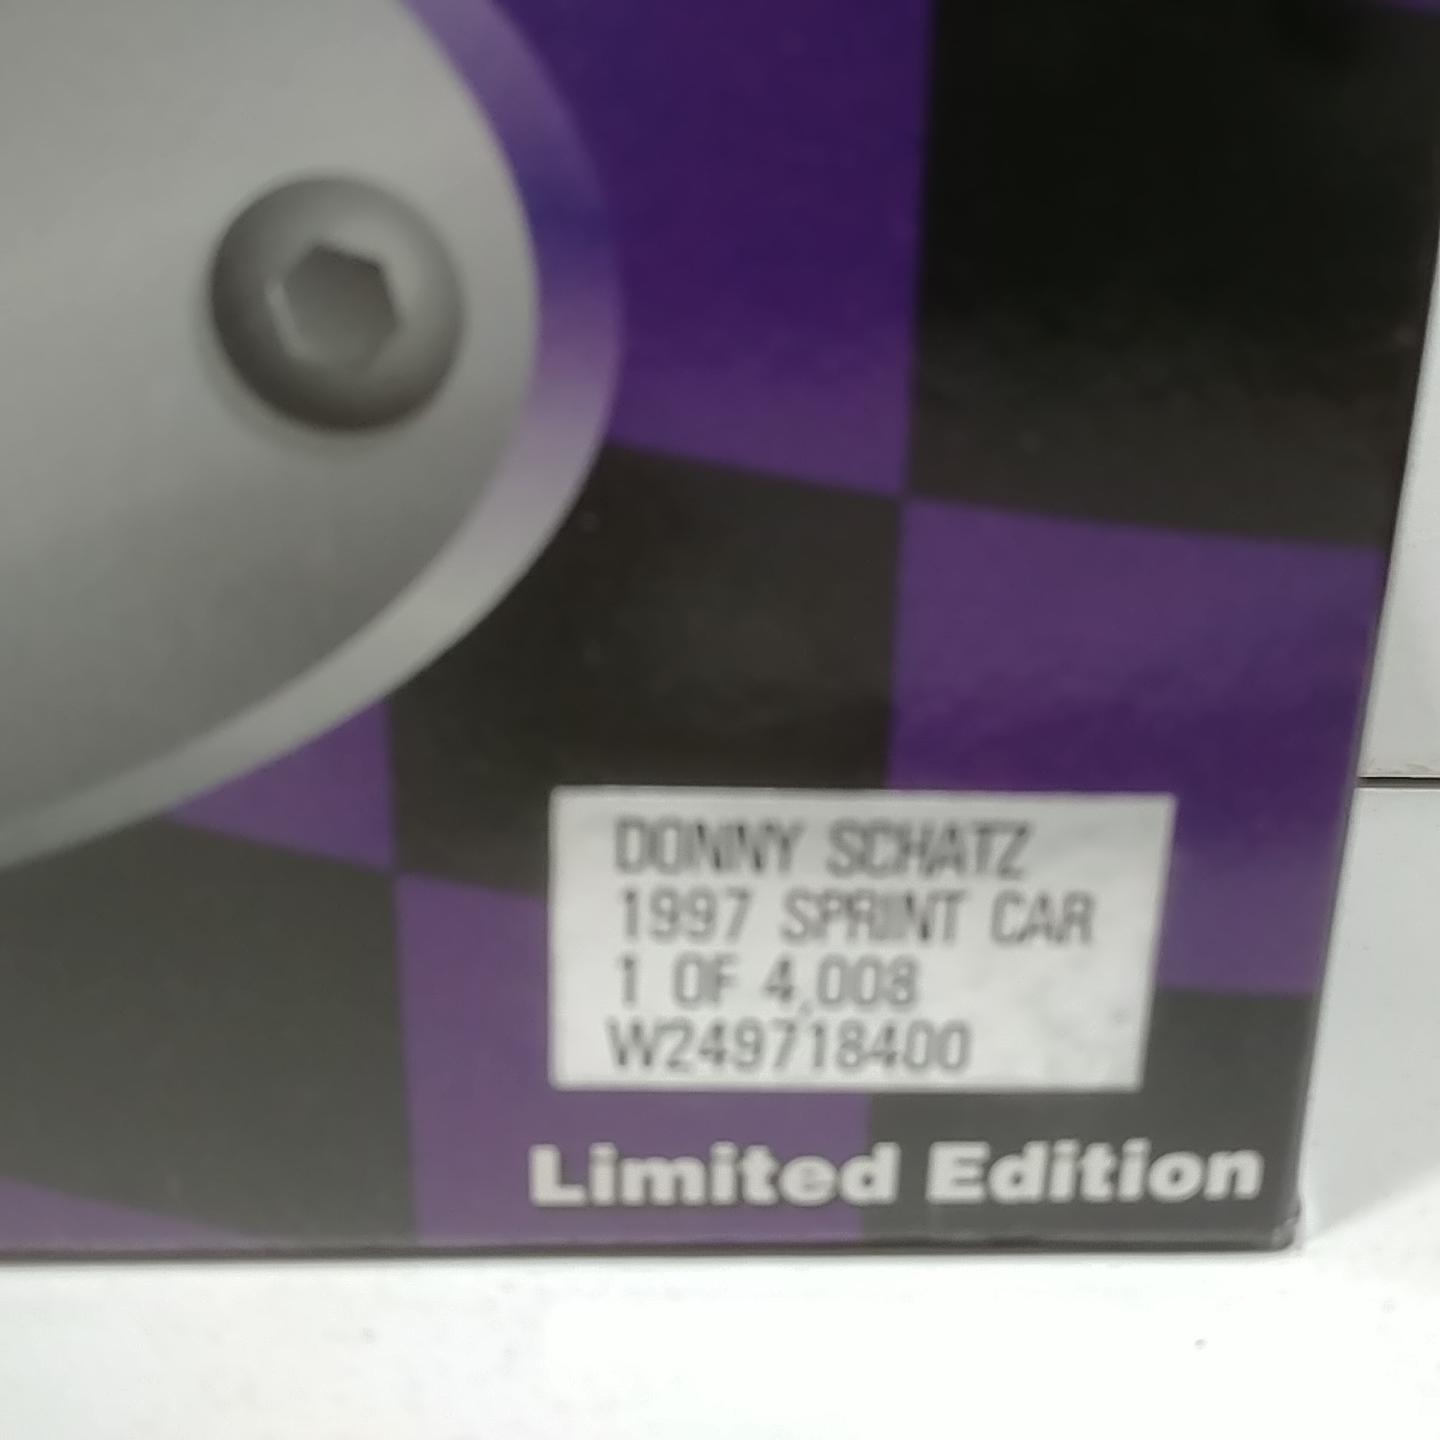 DONNY SCHATZ
1997 SPRINT CAR
1 OF 4,008
W249718400
Limited Edition